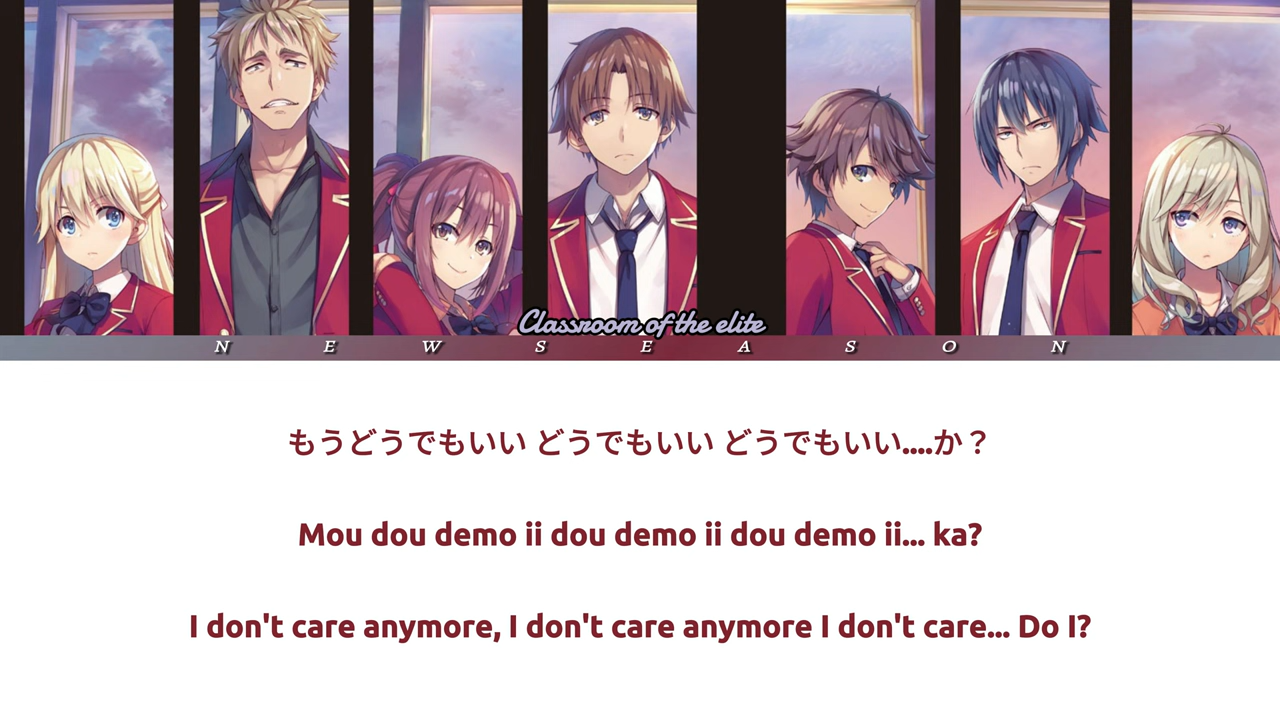 Classroom of the elite
NEW SEASON
もうどうでもいい どうでもいい どうでもいい....か？
Mou dou demo ii dou demo ii dou demo ii... ka?
I don't care anymore, I don't care anymore I don't care... Do I?